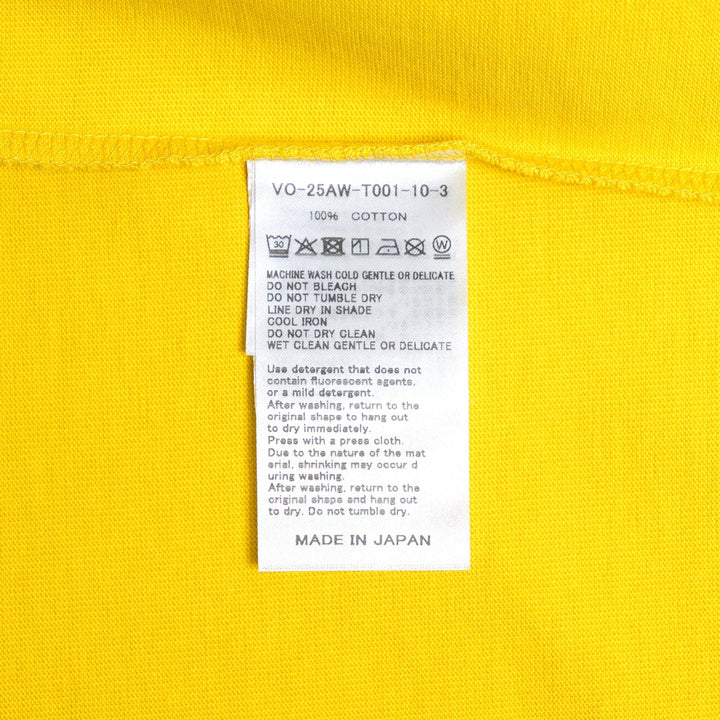 VO-25AW-T001-10-3
100% COTTON
30 W
MACHINE WASH COLD GENTLE OR DELICATE
DO NOT BLEACH
DO NOT TUMBLE DRY
LINE DRY IN SHADE
COOL IRON
DO NOT DRY CLEAN
WET CLEAN GENTLE OR DELICATE
Use detergent that does not
contain fluorescent agents,
or a mild detergent.
After washing, return to the
original shape to hang out
to dry immediately.
Press with a press cloth.
Due to the nature of the mat
erial, shrinking may occur d
uring washing.
After washing, return to the
original shape and hang out
to dry. Do not tumble dry.
MADE IN JAPAN